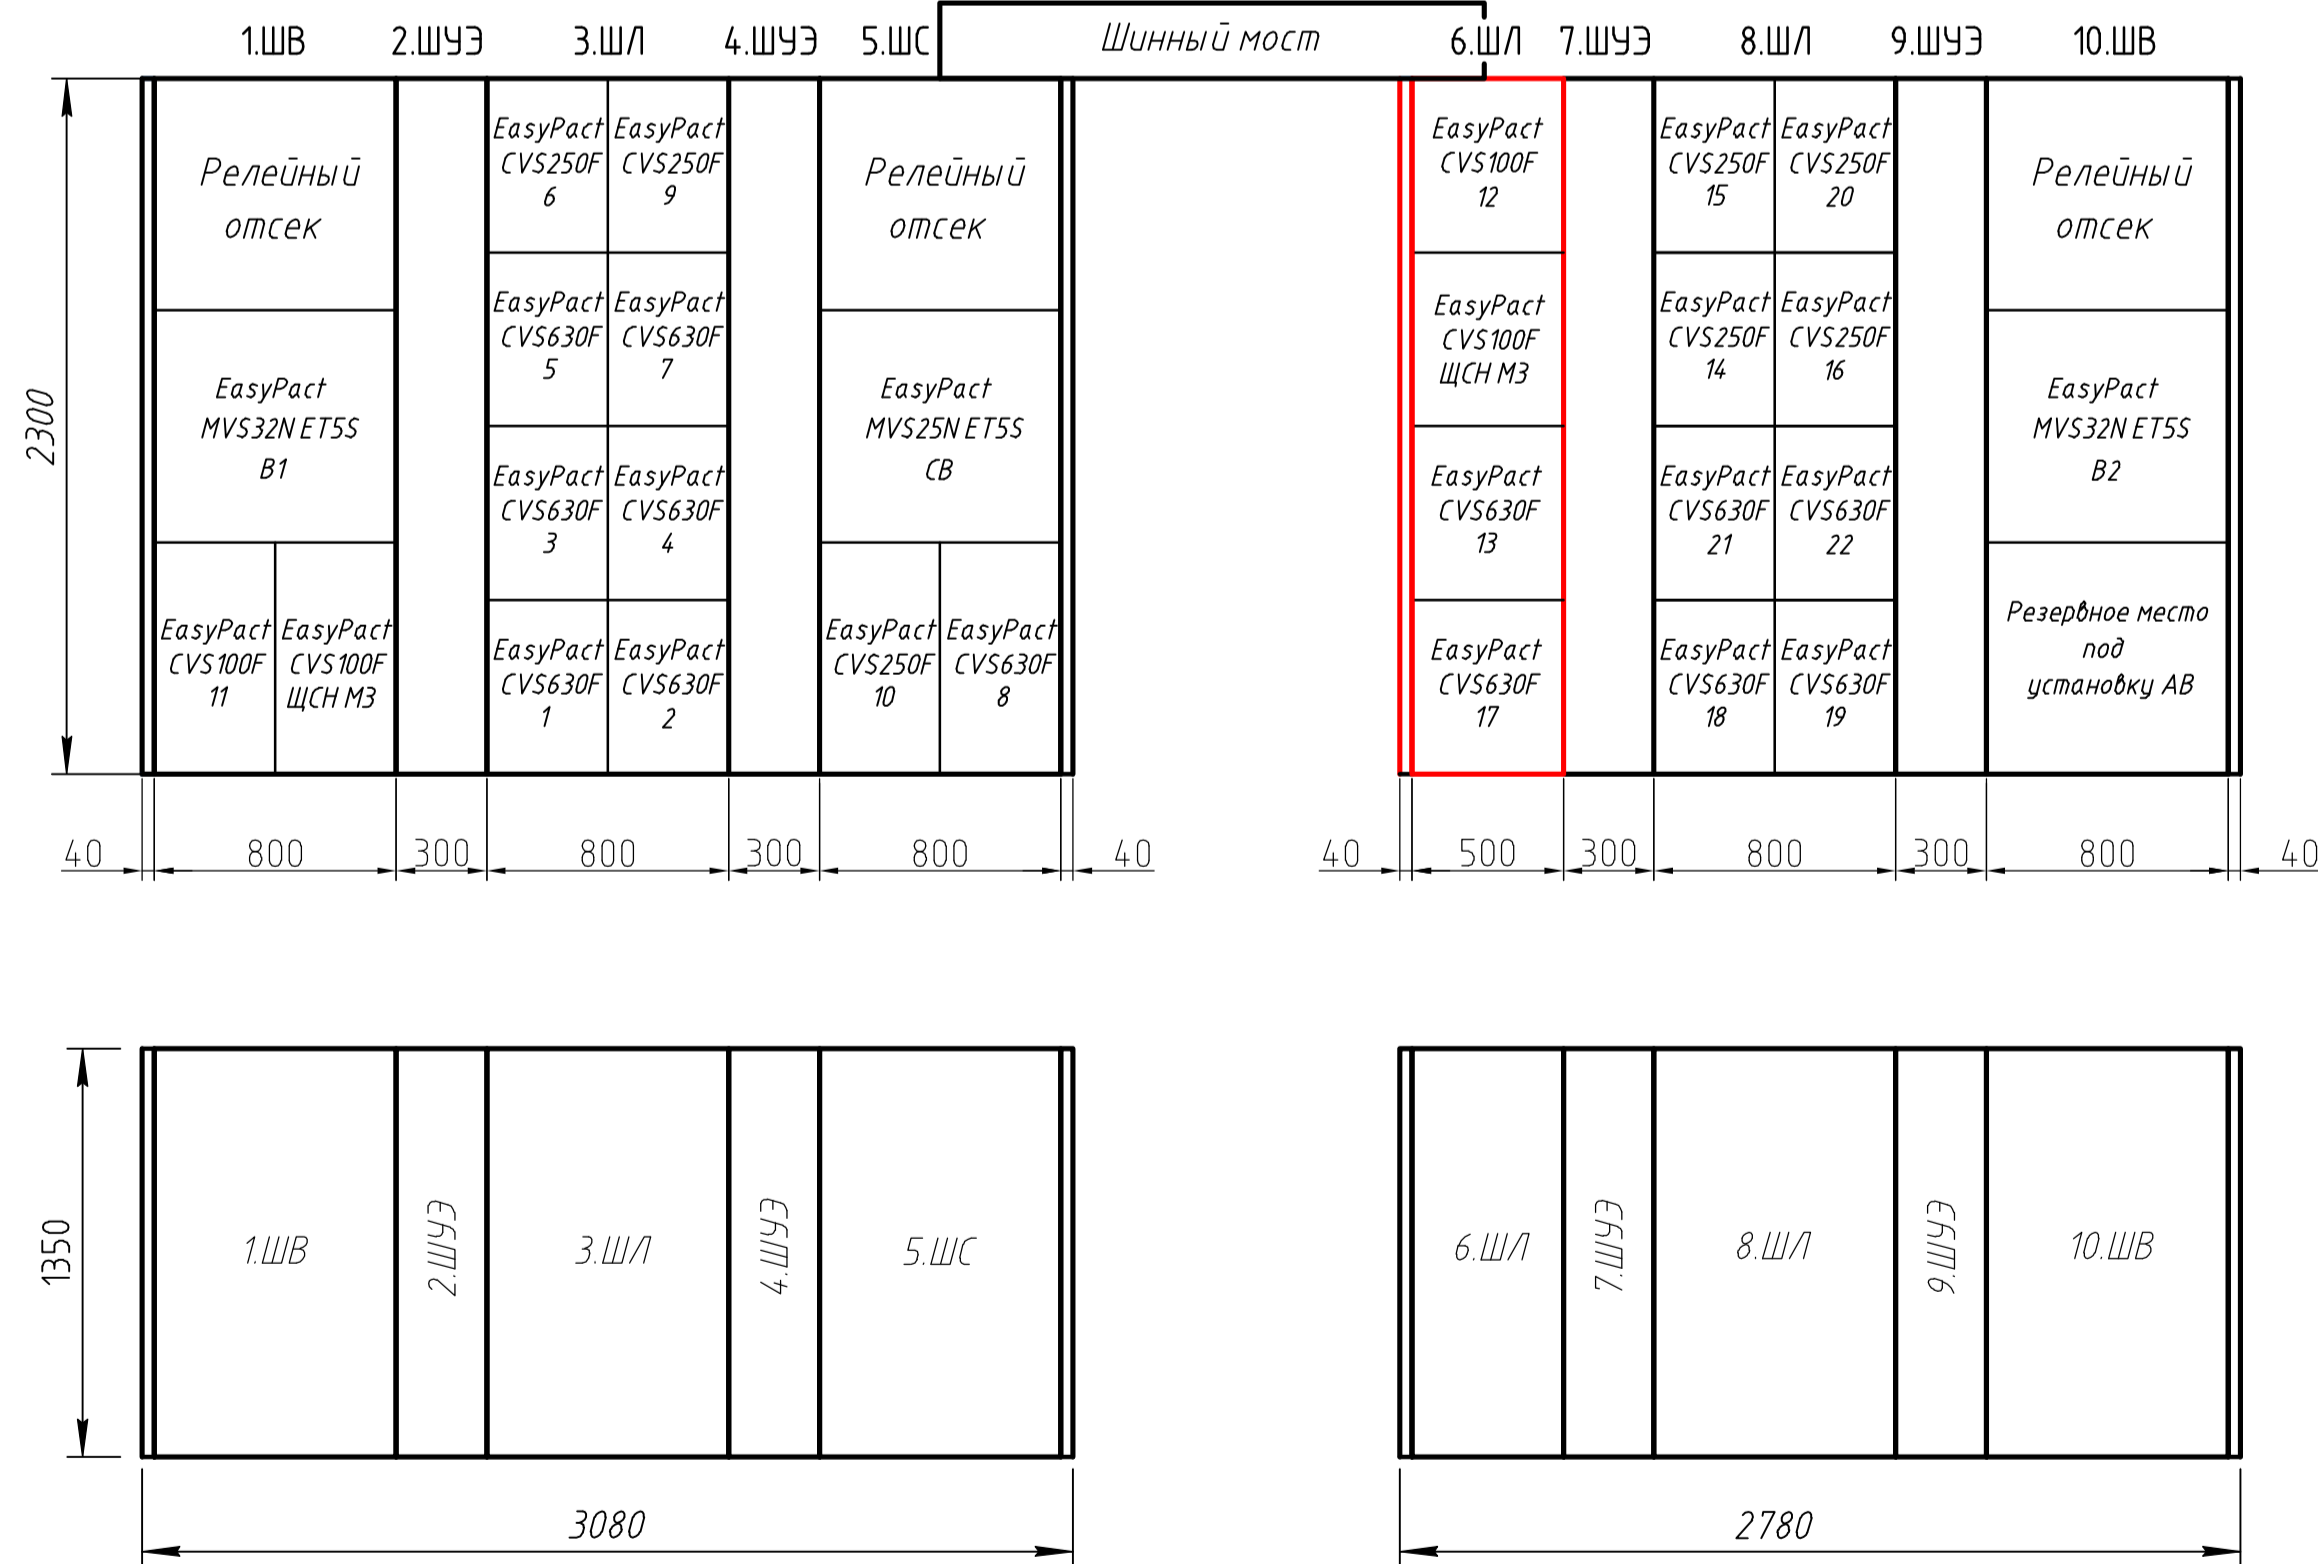 Шинный мост
1.ШВ
2.ШУЭ
3.ШЛ
4.ШУЭ
5.ШС
6.ШЛ
7.ШУЭ
8.ШЛ
9.ШУЭ
10.ШВ
2300
Релейный
отсек
EasyPact
MVS32N ET5S
В1
EasyPact
CVS100F
11
EasyPact
CVS100F
ЩСН МЗ
EasyPact
CVS250F
6
EasyPact
CVS250F
9
EasyPact
CVS630F
5
EasyPact
CVS630F
7
EasyPact
CVS630F
3
EasyPact
CVS630F
4
EasyPact
CVS630F
1
EasyPact
CVS630F
2
Релейный
отсек
EasyPact
MVS25N ET5S
СВ
EasyPact
CVS250F
10
EasyPact
CVS630F
8
EasyPact
CVS100F
12
EasyPact
CVS100F
ЩСН МЗ
EasyPact
CVS630F
13
EasyPact
CVS630F
17
EasyPact
CVS250F
15
EasyPact
CVS250F
20
EasyPact
CVS250F
14
EasyPact
CVS250F
16
EasyPact
CVS630F
21
EasyPact
CVS630F
22
EasyPact
CVS630F
18
EasyPact
CVS630F
19
Релейный
отсек
EasyPact
MVS32N ET5S
В2
Резервное место
под
установку АВ
40
800
300
800
300
800
40
40
500
300
800
300
800
40
1350
1.ШВ
2.ШУЭ
3.ШЛ
4.ШУЭ
5.ШС
6.ШЛ
7.ШУЭ
8.ШЛ
9.ШУЭ
10.ШВ
3080
2780